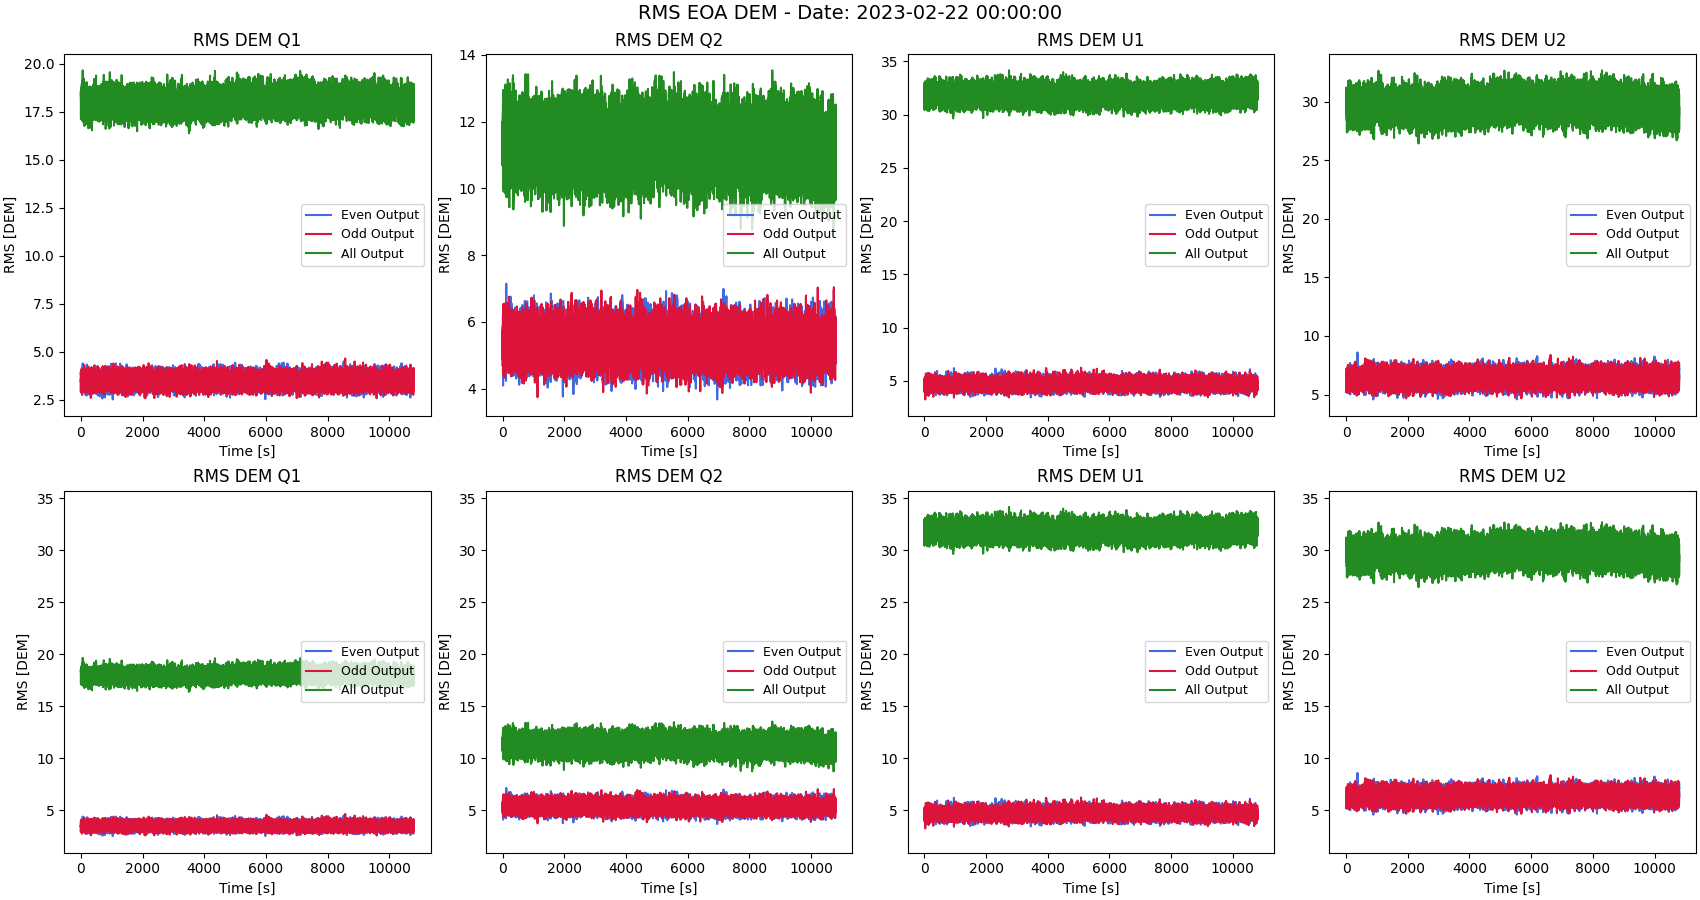 RMS EOA DEM - Date: 2023-02-22 00:00:00
RMS DEM Q1
RMS [DEM]
20.0
17.5
15.0
12.5
10.0
7.5
5.0
2.5
Even Output
Odd Output
All Output
0 2000 4000 6000 8000 10000
Time [s]
RMS DEM Q2
RMS [DEM]
14
12
10
8
6
4
Even Output
Odd Output
All Output
0 2000 4000 6000 8000 10000
Time [s]
RMS DEM U1
RMS [DEM]
35
30
25
20
15
10
5
Even Output
Odd Output
All Output
0 2000 4000 6000 8000 10000
Time [s]
RMS DEM U2
RMS [DEM]
30
25
20
15
10
5
Even Output
Odd Output
All Output
0 2000 4000 6000 8000 10000
Time [s]
RMS DEM Q1
RMS [DEM]
35
30
25
20
15
10
5
Even Output
Odd Output
All Output
0 2000 4000 6000 8000 10000
Time [s]
RMS DEM Q2
RMS [DEM]
35
30
25
20
15
10
5
Even Output
Odd Output
All Output
0 2000 4000 6000 8000 10000
Time [s]
RMS DEM U1
RMS [DEM]
35
30
25
20
15
10
5
Even Output
Odd Output
All Output
0 2000 4000 6000 8000 10000
Time [s]
RMS DEM U2
RMS [DEM]
35
30
25
20
15
10
5
Even Output
Odd Output
All Output
0 2000 4000 6000 8000 10000
Time [s]